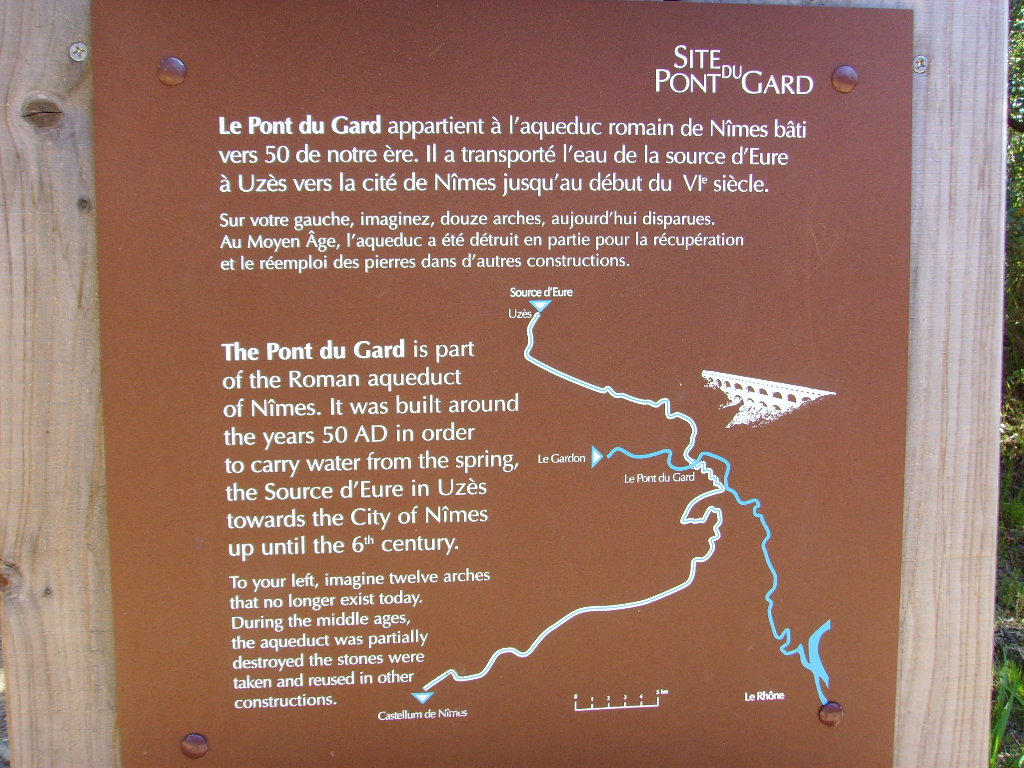 SITE
DU
PONT GARD
Le Pont du Gard appartient à l'aqueduc romain de Nîmes bâti
vers 50 de notre ère. Il a transporté l'eau de la source d'Eure
à Uzès vers la cité de Nîmes jusqu'au début du VIe siècle.
Sur votre gauche, imaginez, douze arches, aujourd'hui disparues.
Au Moyen Âge, l'aqueduc a été détruit en partie pour la récupération
et le réemploi des pierres dans d'autres constructions.
Source d'Eure
Uzès
The Pont du Gard is part
of the Roman aqueduct
of Nîmes. It was built around
the years 50 AD in order
to carry water from the spring,
the Source d'Eure in Uzès
towards the City of Nîmes
up until the 6th century.
Le Gardon
Le Pont du Gard
To your left, imagine twelve arches
that no longer exist today.
During the middle ages,
the aqueduct was partially
destroyed the stones were
taken and reused in other
constructions.
Castellum de Nîmes
0 1 2 3 4 5 km
Le Rhône